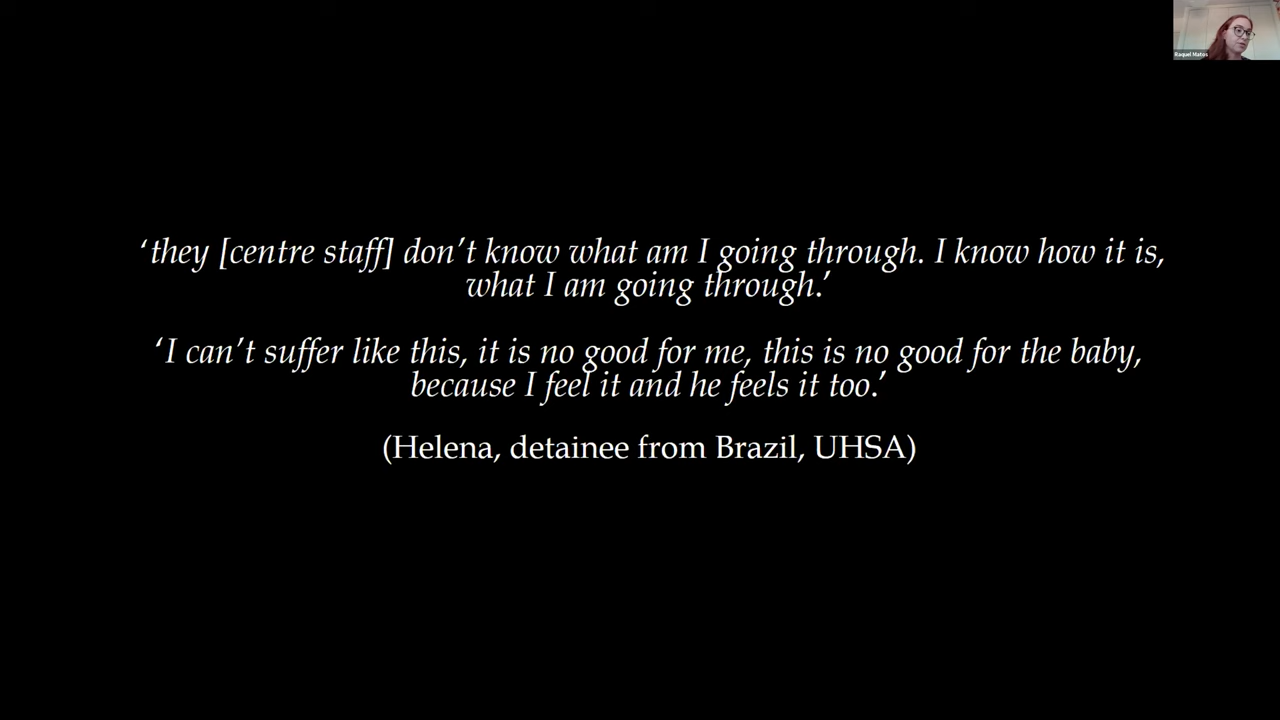 Raquel Matos
‘they [centre staff] don’t know what am I going through. I know how it is,
what I am going through.’
‘I can’t suffer like this, it is no good for me, this is no good for the baby,
because I feel it and he feels it too.’
(Helena, detainee from Brazil, UHSA)